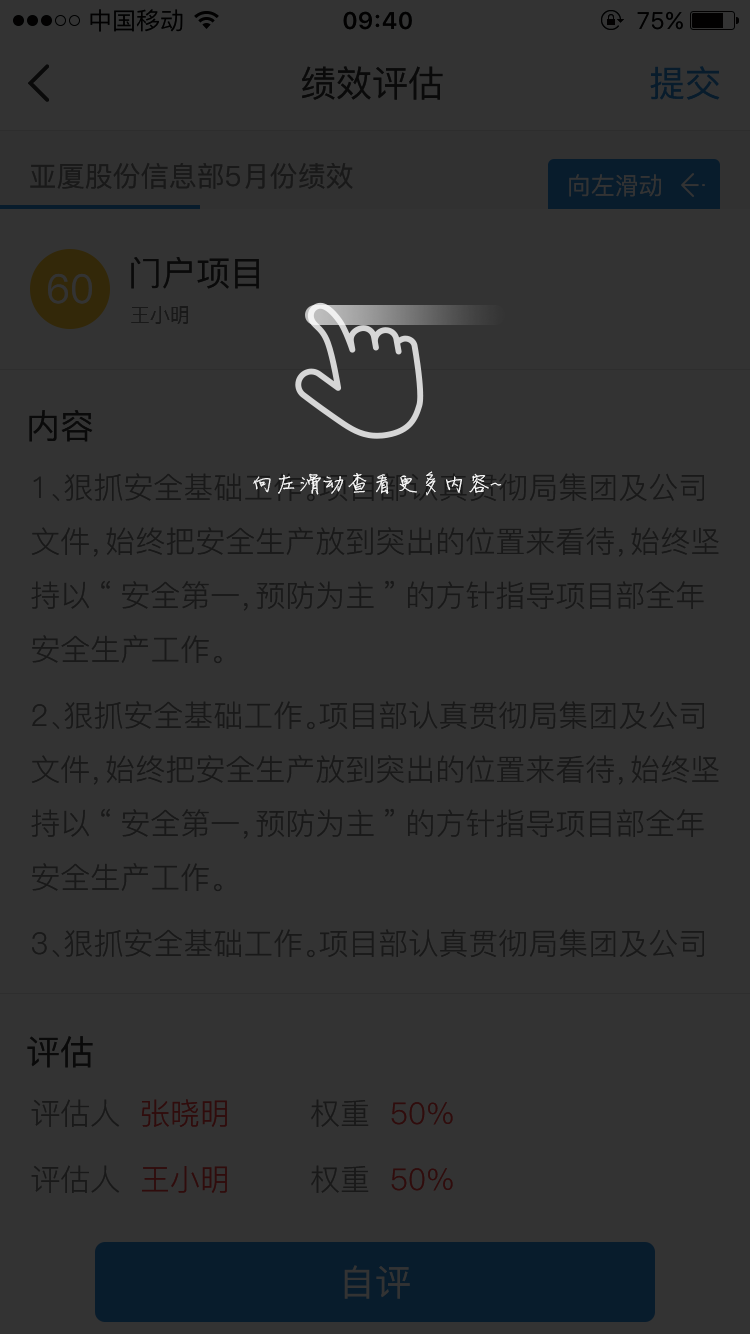 中国移动 09:40 75%
绩效评估 提交
亚厦股份信息部5月份绩效 向左滑动
60 门户项目
王小明
内容
1、狠抓安全基础工作。项目部认真贯彻局集团及公司
向左滑动查看更多内容~
文件,始终把安全生产放到突出的位置来看待,始终坚
持以“安全第一,预防为主”的方针指导项目部全年
安全生产工作。
2、狠抓安全基础工作。项目部认真贯彻局集团及公司
文件,始终把安全生产放到突出的位置来看待,始终坚
持以“安全第一,预防为主”的方针指导项目部全年
安全生产工作。
3、狠抓安全基础工作。项目部认真贯彻局集团及公司
评估
评估人 张晓明 权重 50%
评估人 王小明 权重 50%
自评